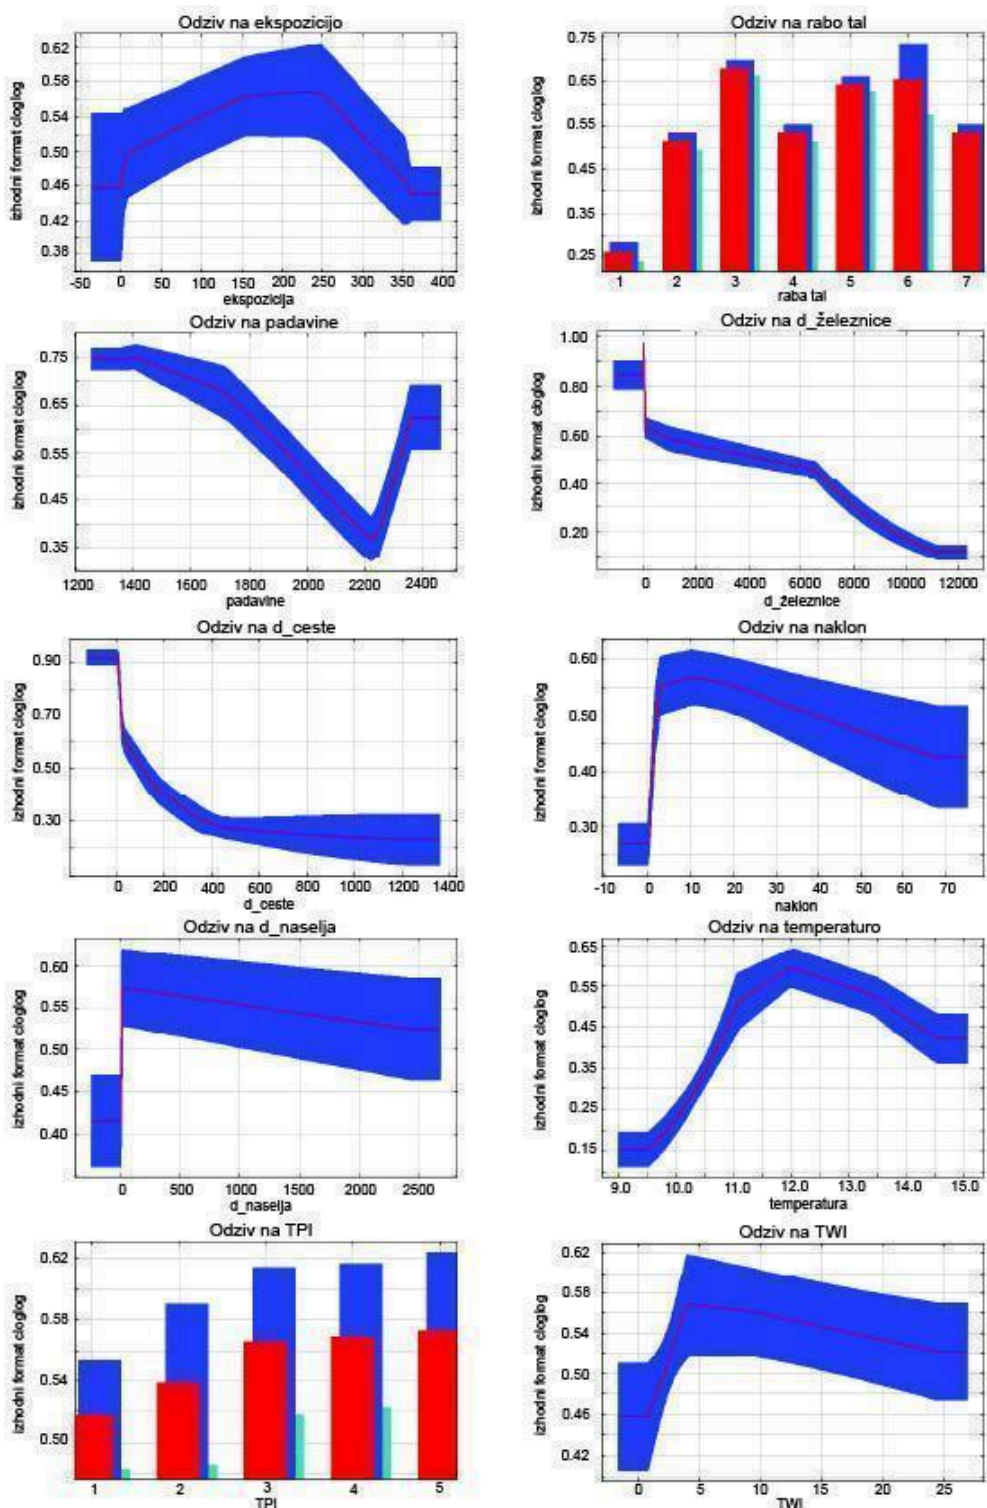 Odziv na ekspozicijo
izhodni format cloglog
0.62
0.54
0.50
0.46
0.42
0.38
-50 0 50 100 150 200 250 300 350 400
ekspozicija
Odziv na rabo tal
izhodni format cloglog
0.75
0.65
0.55
0.45
0.35
0.25
1 2 3 4 5 6 7
raba tal
Odziv na padavine
izhodni format cloglog
0.75
0.65
0.55
0.45
0.35
1200 1400 1600 1800 2000 2200 2400
padavine
Odziv na d_železnice
izhodni format cloglog
1.00
0.80
0.60
0.40
0.20
0 2000 4000 6000 8000 10000 12000
d_železnice
Odziv na d_ceste
izhodni format cloglog
0.90
0.70
0.50
0.30
0 200 400 600 800 1000 1200 1400
d_ceste
Odziv na naklon
izhodni format cloglog
0.60
0.50
0.40
0.30
-10 0 10 20 30 40 50 60 70
naklon
Odziv na d_naselja
izhodni format cloglog
0.60
0.55
0.50
0.45
0.40
0 500 1000 1500 2000 2500
d_naselja
Odziv na temperaturo
izhodni format cloglog
0.65
0.55
0.45
0.35
0.25
0.15
9.0 10.0 11.0 12.0 13.0 14.0 15.0
temperatura
Odziv na TPI
izhodni format cloglog
0.62
0.58
0.54
0.50
1 2 3 4 5
TPI
Odziv na TWI
izhodni format cloglog
0.62
0.58
0.54
0.50
0.46
0.42
0 5 10 15 20 25
TWI